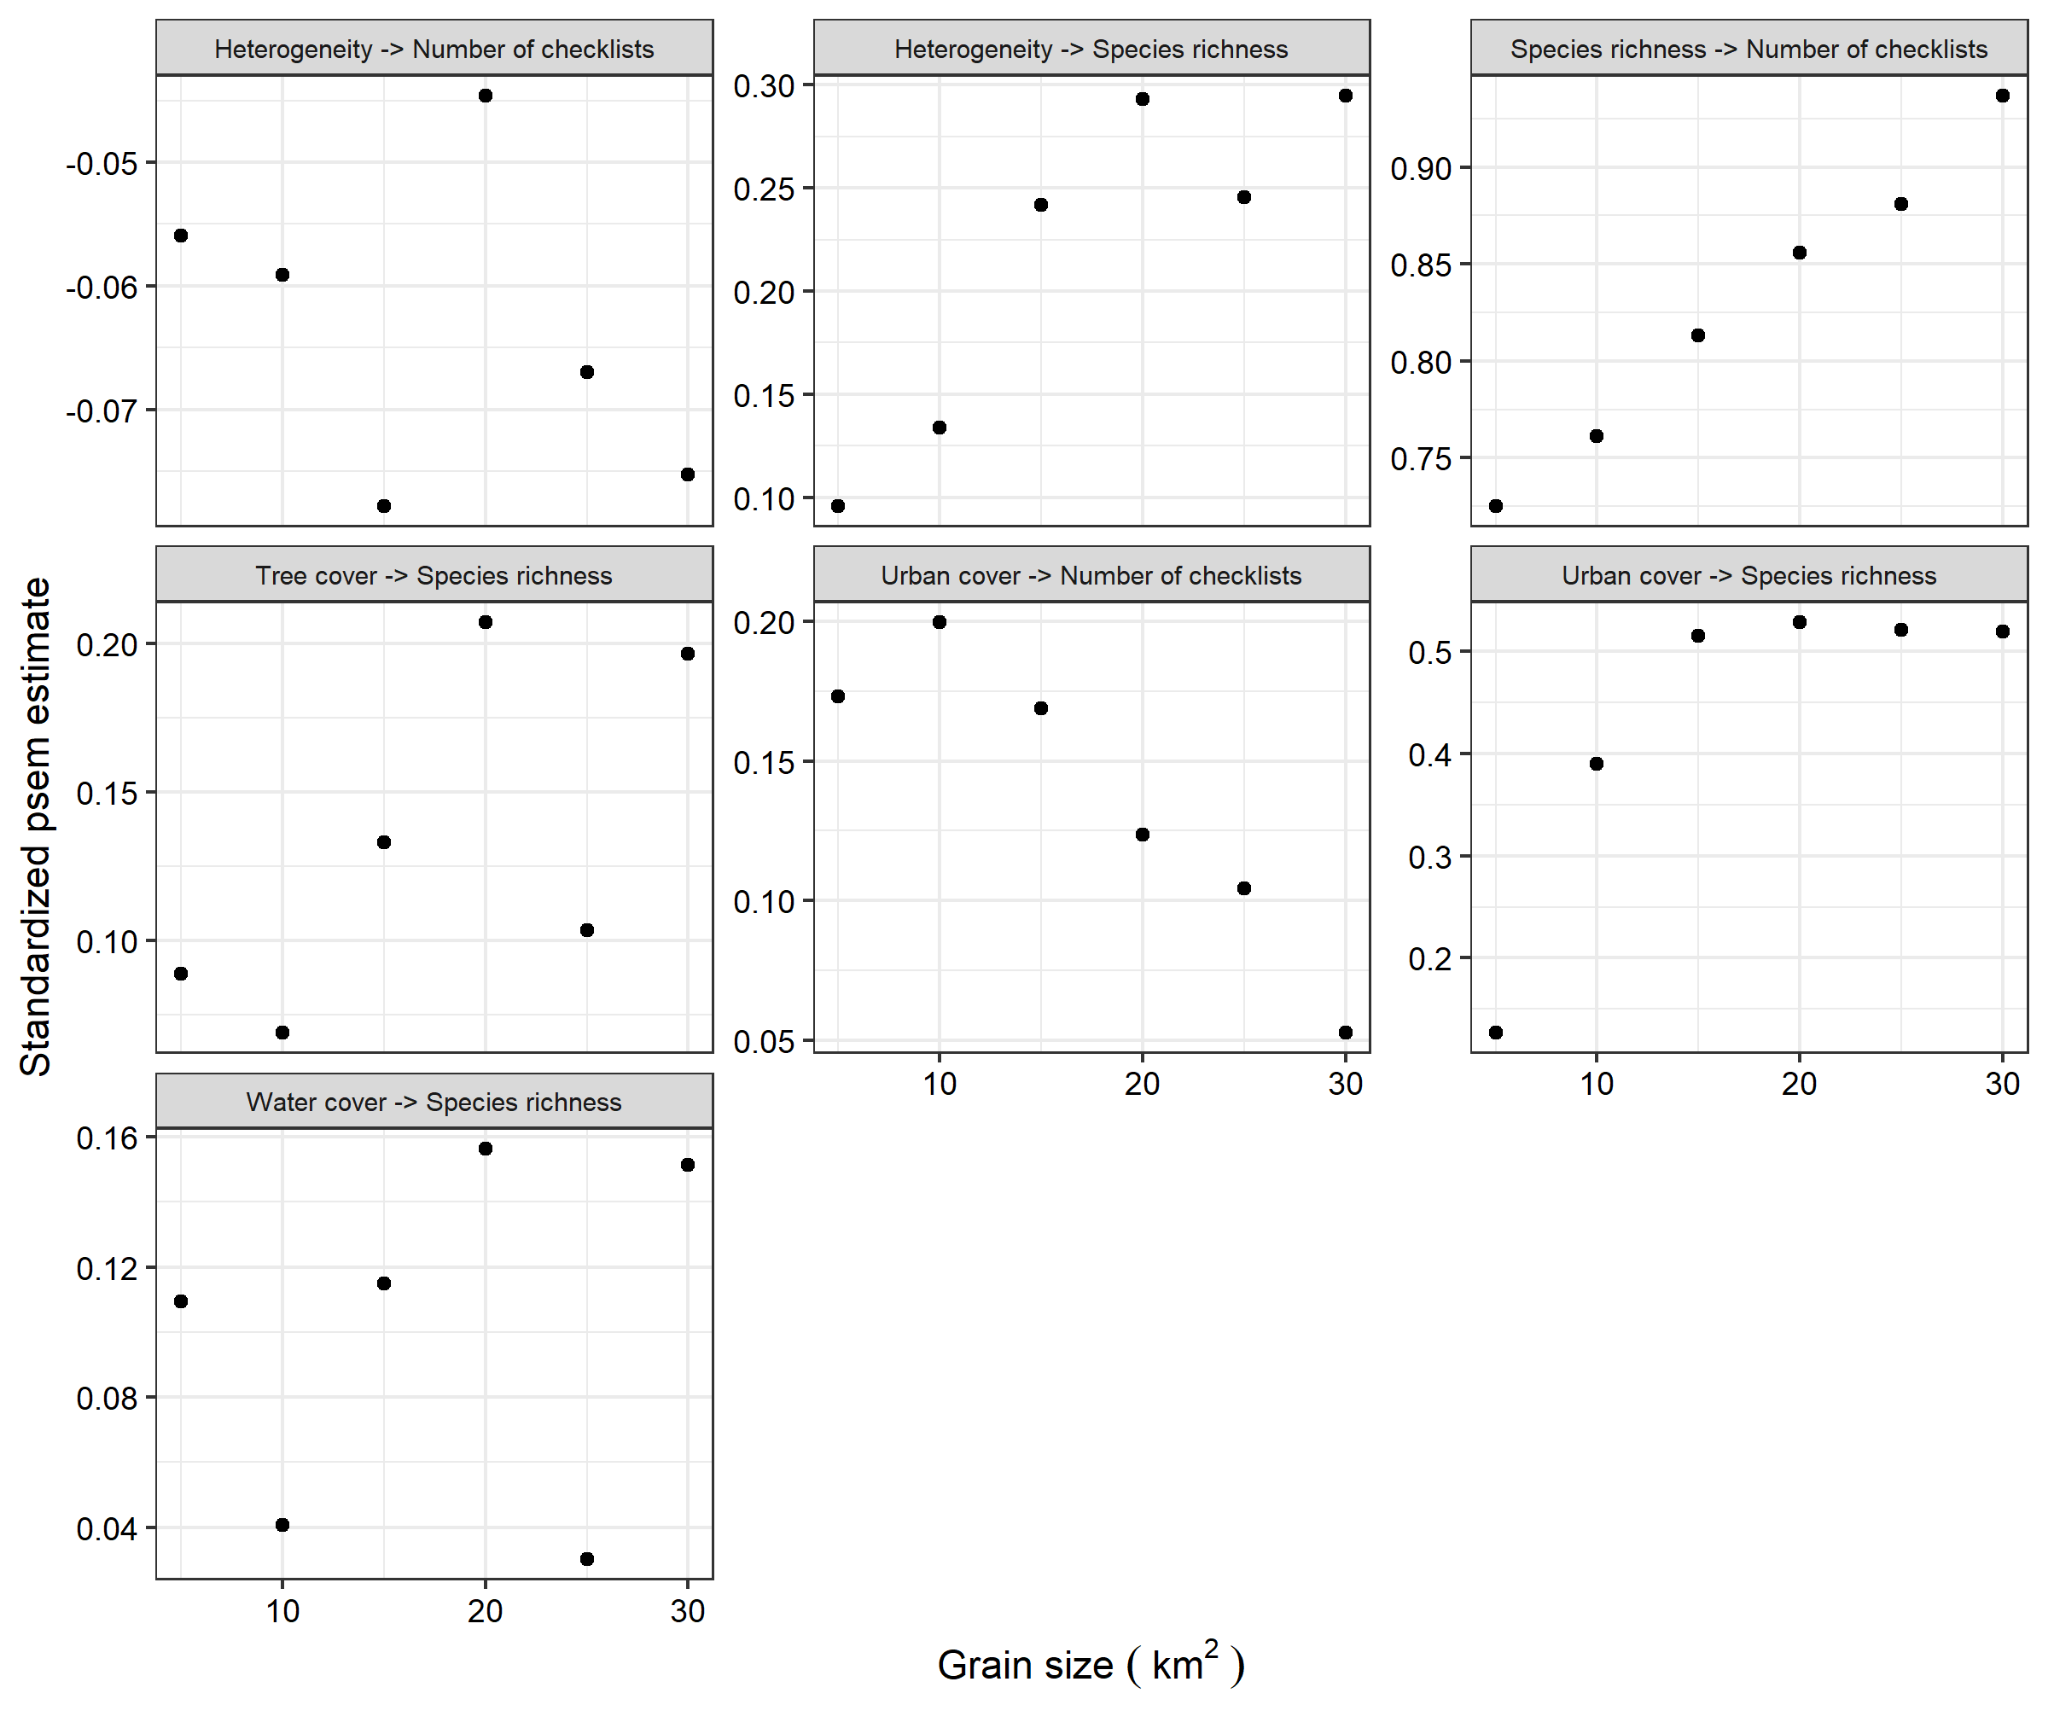 Heterogeneity -> Number of checklists
Heterogeneity -> Species richness
Species richness -> Number of checklists
-0.05
-0.06
-0.07
0.30
0.25
0.20
0.15
0.10
0.90
0.85
0.80
0.75
Tree cover -> Species richness
Urban cover -> Number of checklists
Urban cover -> Species richness
0.20
0.15
0.10
0.20
0.15
0.10
0.05
10 20 30
0.5
0.4
0.3
0.2
10 20 30
Water cover -> Species richness
0.16
0.12
0.08
0.04
10 20 30
Standardized psem estimate
Grain size ( km² )